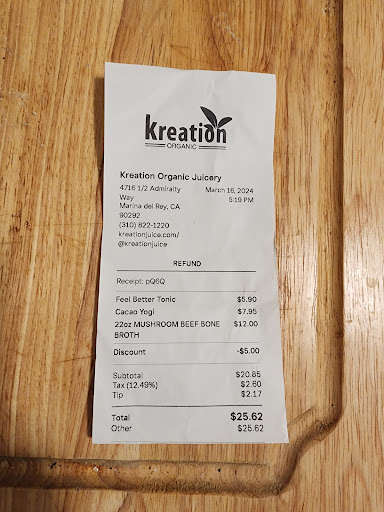 kreation
ORGANIC
Kreation Organic Juicery
4716 1/2 Admiralty March 16, 2024
Way 5:19 PM
Marina del Rey, CA
90292
(310) 822-1220
kreationjuice.com/
@kreationjuice
REFUND
Receipt: pQ6Q
Feel Better Tonic $5.90
Cacao Yogi $7.95
22oz MUSHROOM BEEF BONE $12.00
BROTH
Discount -$5.00
Subtotal $20.85
Tax (12.49%) $2.60
Tip $2.17
Total $25.62
Other $25.62